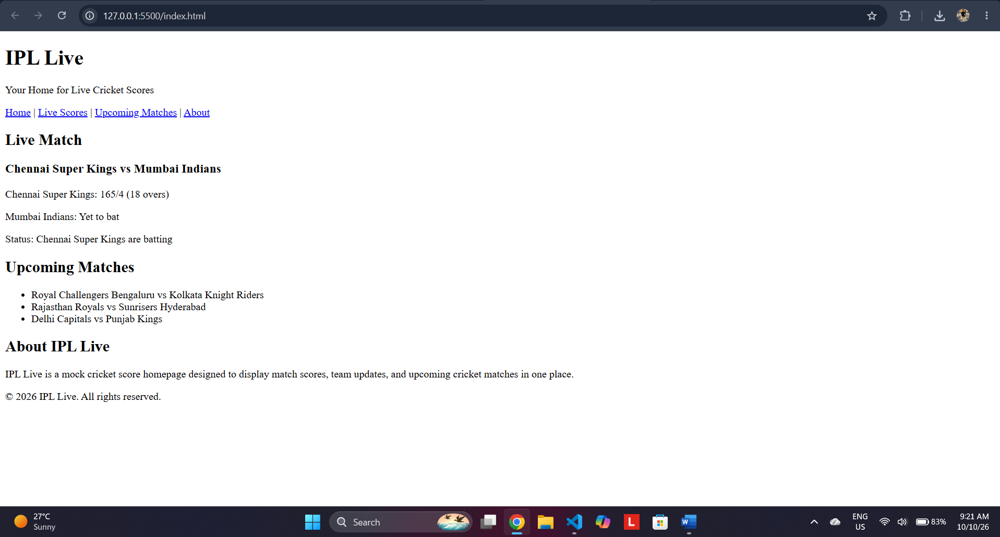 127.0.0.1:5500/index.html
IPL Live
Your Home for Live Cricket Scores
Home | Live Scores | Upcoming Matches | About
Live Match
Chennai Super Kings vs Mumbai Indians
Chennai Super Kings: 165/4 (18 overs)
Mumbai Indians: Yet to bat
Status: Chennai Super Kings are batting
Upcoming Matches
• Royal Challengers Bengaluru vs Kolkata Knight Riders
• Rajasthan Royals vs Sunrisers Hyderabad
• Delhi Capitals vs Punjab Kings
About IPL Live
IPL Live is a mock cricket score homepage designed to display match scores, team updates, and upcoming cricket matches in one place.
© 2026 IPL Live. All rights reserved.
27°C
Sunny
Search
L
W
ENG
US
83%
9:21 AM
10/10/26